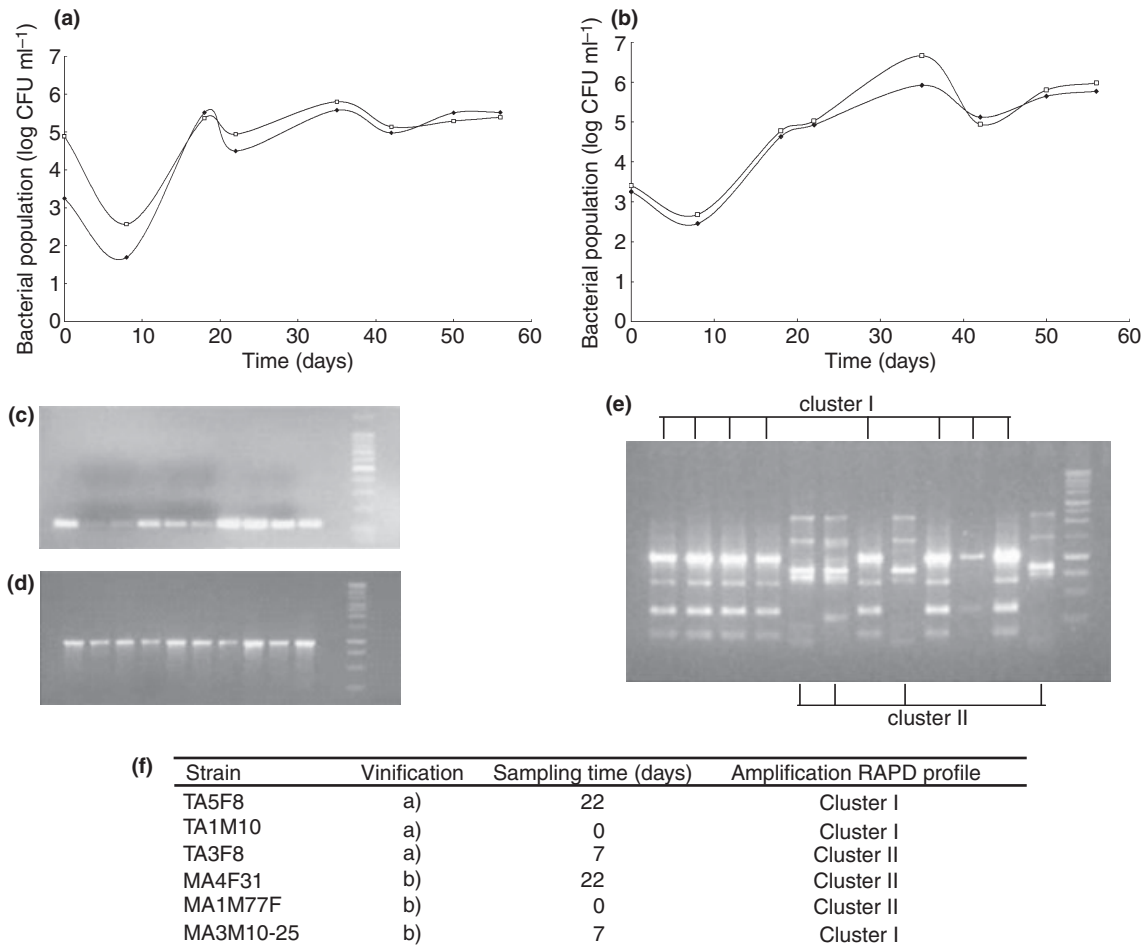 (a)
Bacterial population (log CFU ml–1)
7
6
5
4
3
2
1
0
0 10 20 30 40 50 60
Time (days)
(b)
Bacterial population (log CFU ml–1)
7
6
5
4
3
2
1
0
0 10 20 30 40 50 60
Time (days)
(c)
(d)
(e)
cluster I
cluster II
(f)
Strain Vinification Sampling time (days) Amplification RAPD profile
TA5F8 a) 22 Cluster I
TA1M10 a) 0 Cluster I
TA3F8 a) 7 Cluster II
MA4F31 b) 22 Cluster II
MA1M77F b) 0 Cluster II
MA3M10-25 b) 7 Cluster I